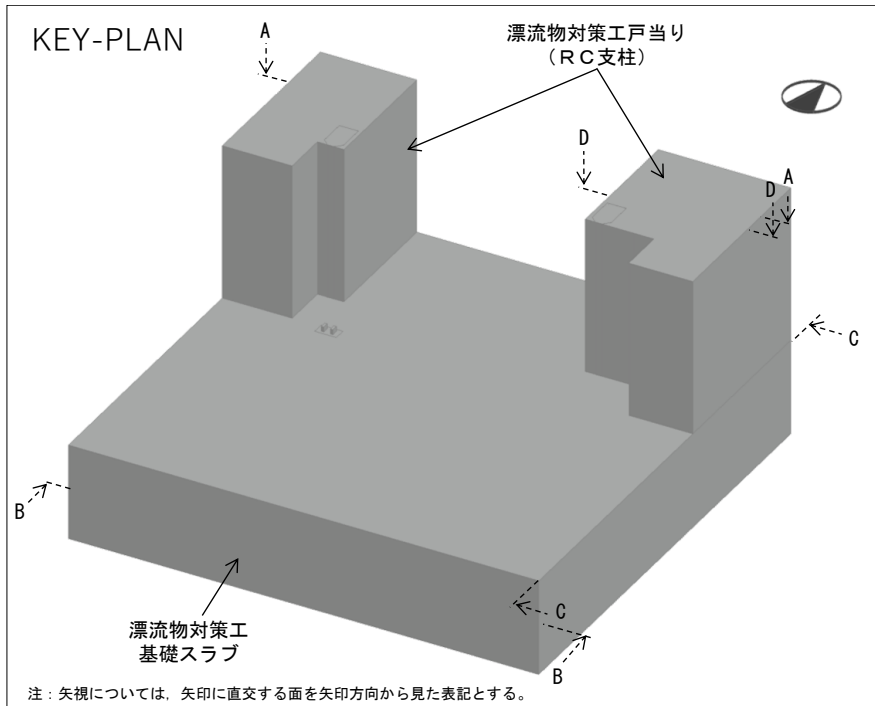 KEY-PLAN
A
漂流物対策工戸当り
（ＲＣ支柱）
D
A
D
C
B
C
B
漂流物対策工
基礎スラブ
注：矢視については，矢印に直交する面を矢印方向から見た表記とする。